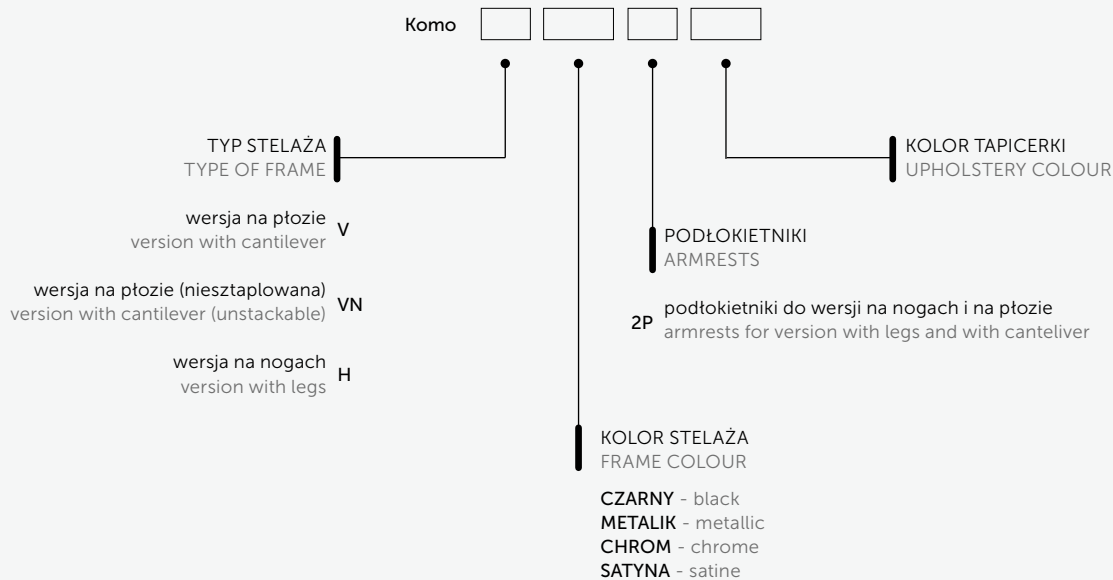 Komo
TYP STELAŻA
TYPE OF FRAME
wersja na płozie
version with cantilever
V
wersja na płozie (niesztaplowana)
version with cantilever (unstackable)
VN
wersja na nogach
version with legs
H
KOLOR STELAŻA
FRAME COLOUR
CZARNY - black
METALIK - metallic
CHROM - chrome
SATYNA - satine
PODŁOKIETNIKI
ARMRESTS
2P
podłokietniki do wersji na nogach i na płozie
armrests for version with legs and with canteliver
KOLOR TAPICERKI
UPHOLSTERY COLOUR